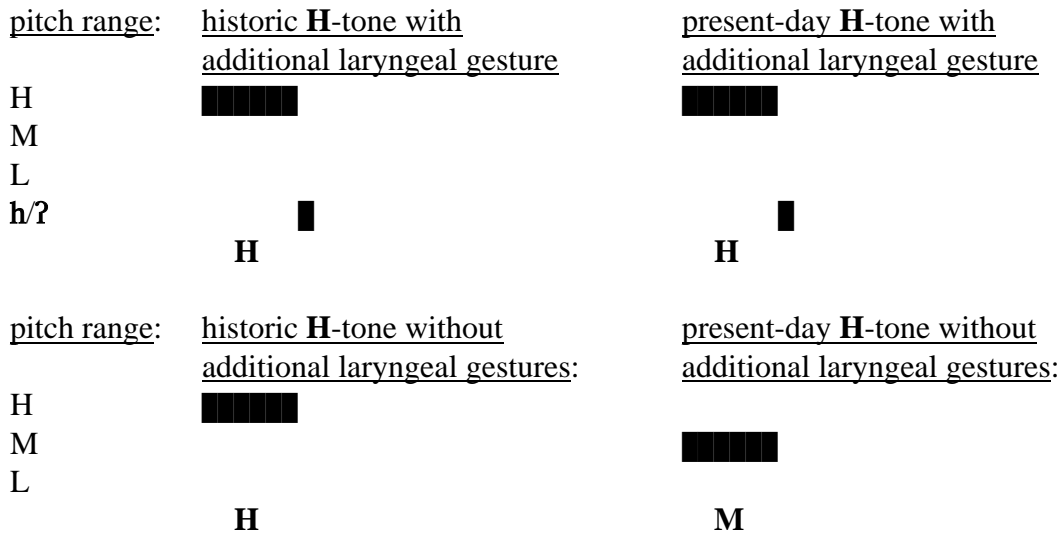 pitch range: historic H-tone with present-day H-tone with
additional laryngeal gesture additional laryngeal gesture
H
M
L
h/ʔ
H H
pitch range: historic H-tone without present-day H-tone without
additional laryngeal gestures: additional laryngeal gestures:
H
M
L
H M